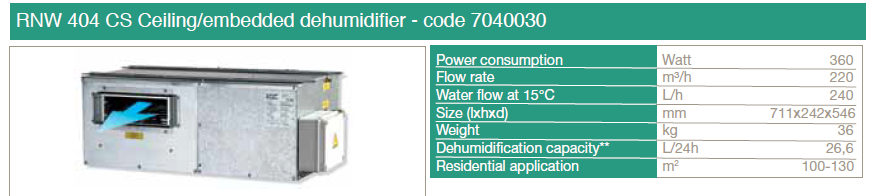 RNW 404 CS Ceiling/embedded dehumidifier - code 7040030
Power consumption Watt 360
Flow rate m³/h 220
Water flow at 15°C L/h 240
Size (lxhxd) mm 711x242x546
Weight kg 36
Dehumidification capacity** L/24h 26,6
Residential application m² 100-130